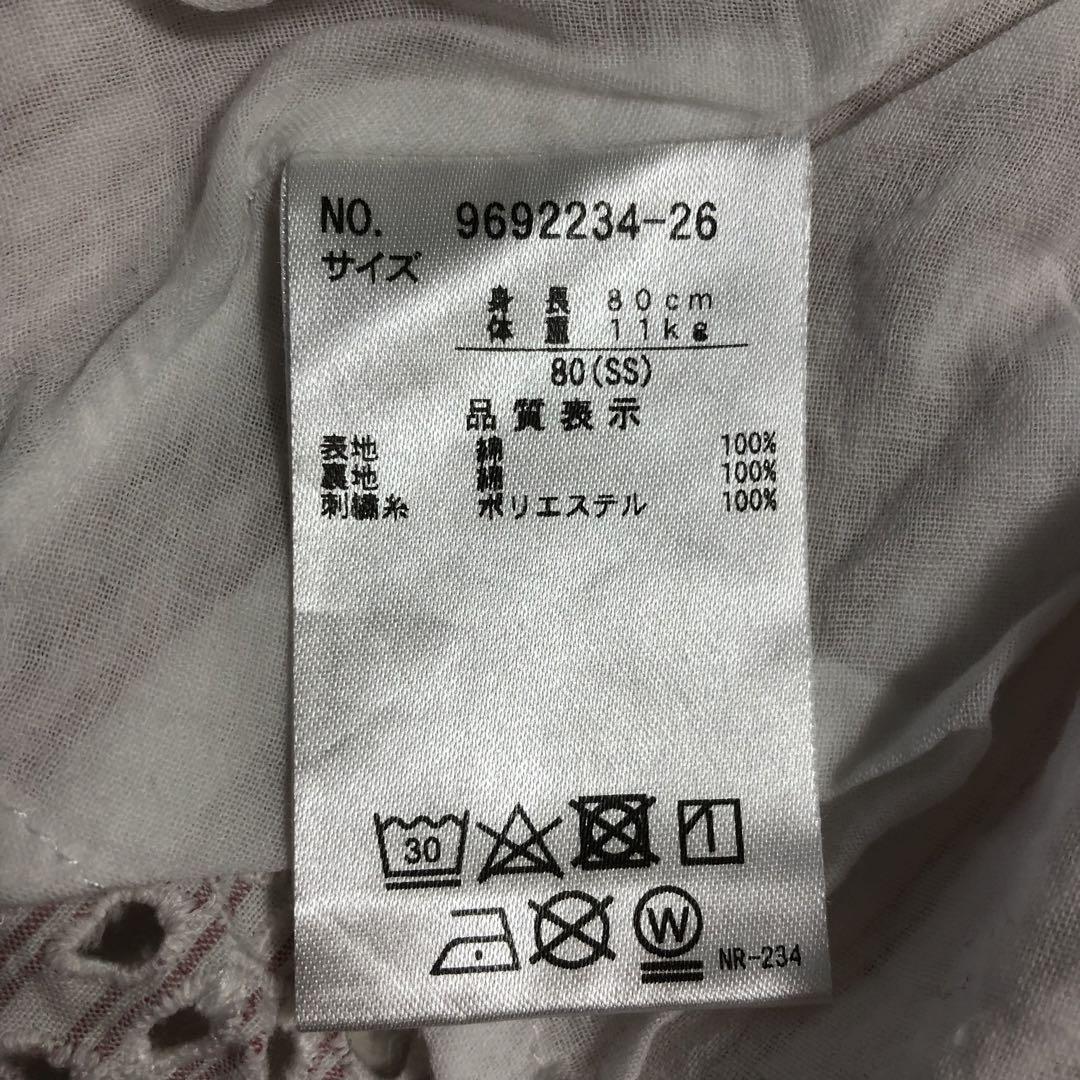 NO. 9692234-26
サイズ
身長 80cm
体重 11kg
80(SS)
品質表示
表地 綿 100%
裏地 綿 100%
刺繍糸 ポリエステル 100%
30
W
NR-234